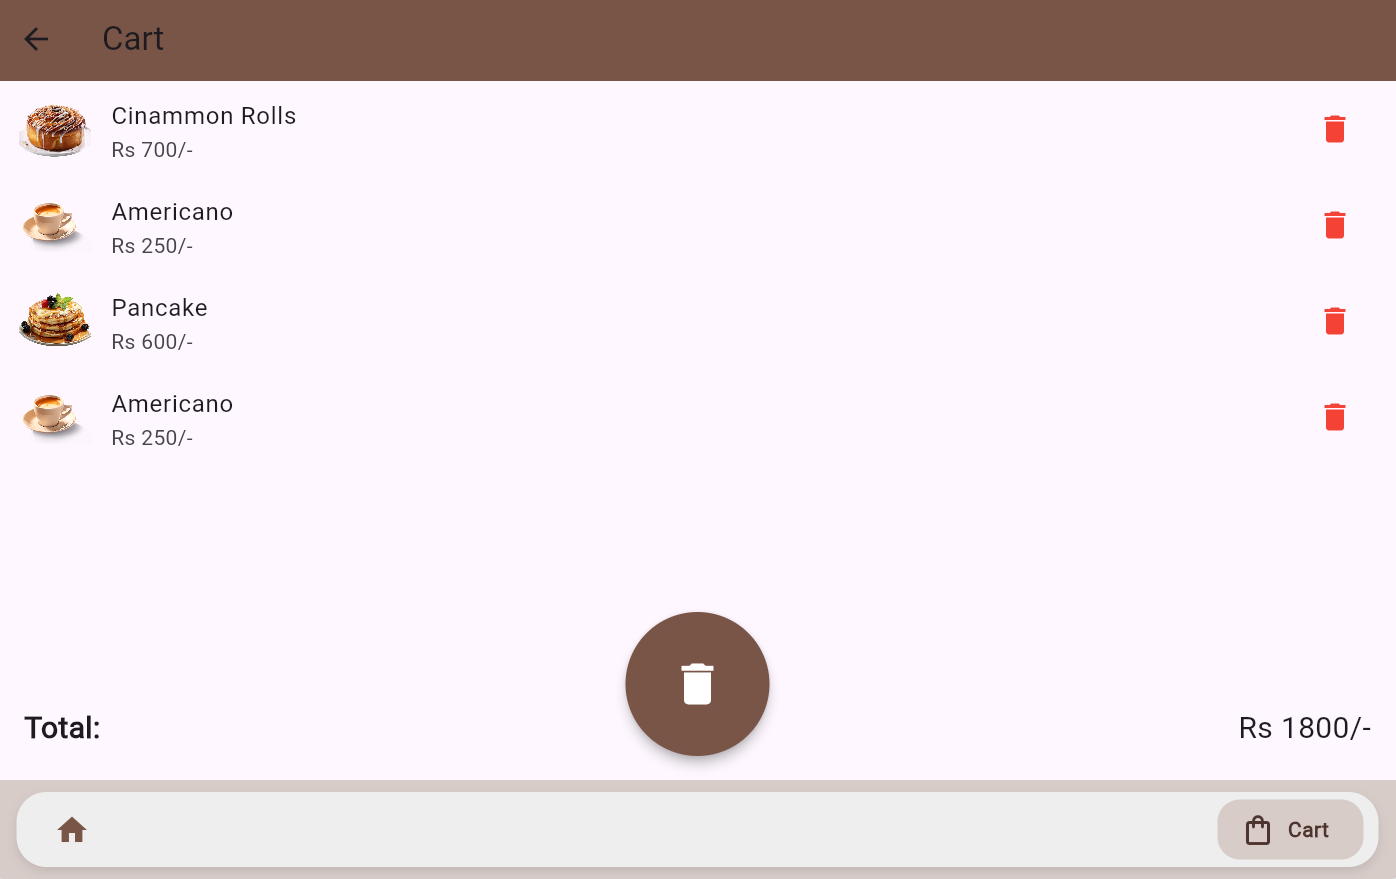 Cart
Cinammon Rolls
Rs 700/-
Americano
Rs 250/-
Pancake
Rs 600/-
Americano
Rs 250/-
Total:
Rs 1800/-
Cart